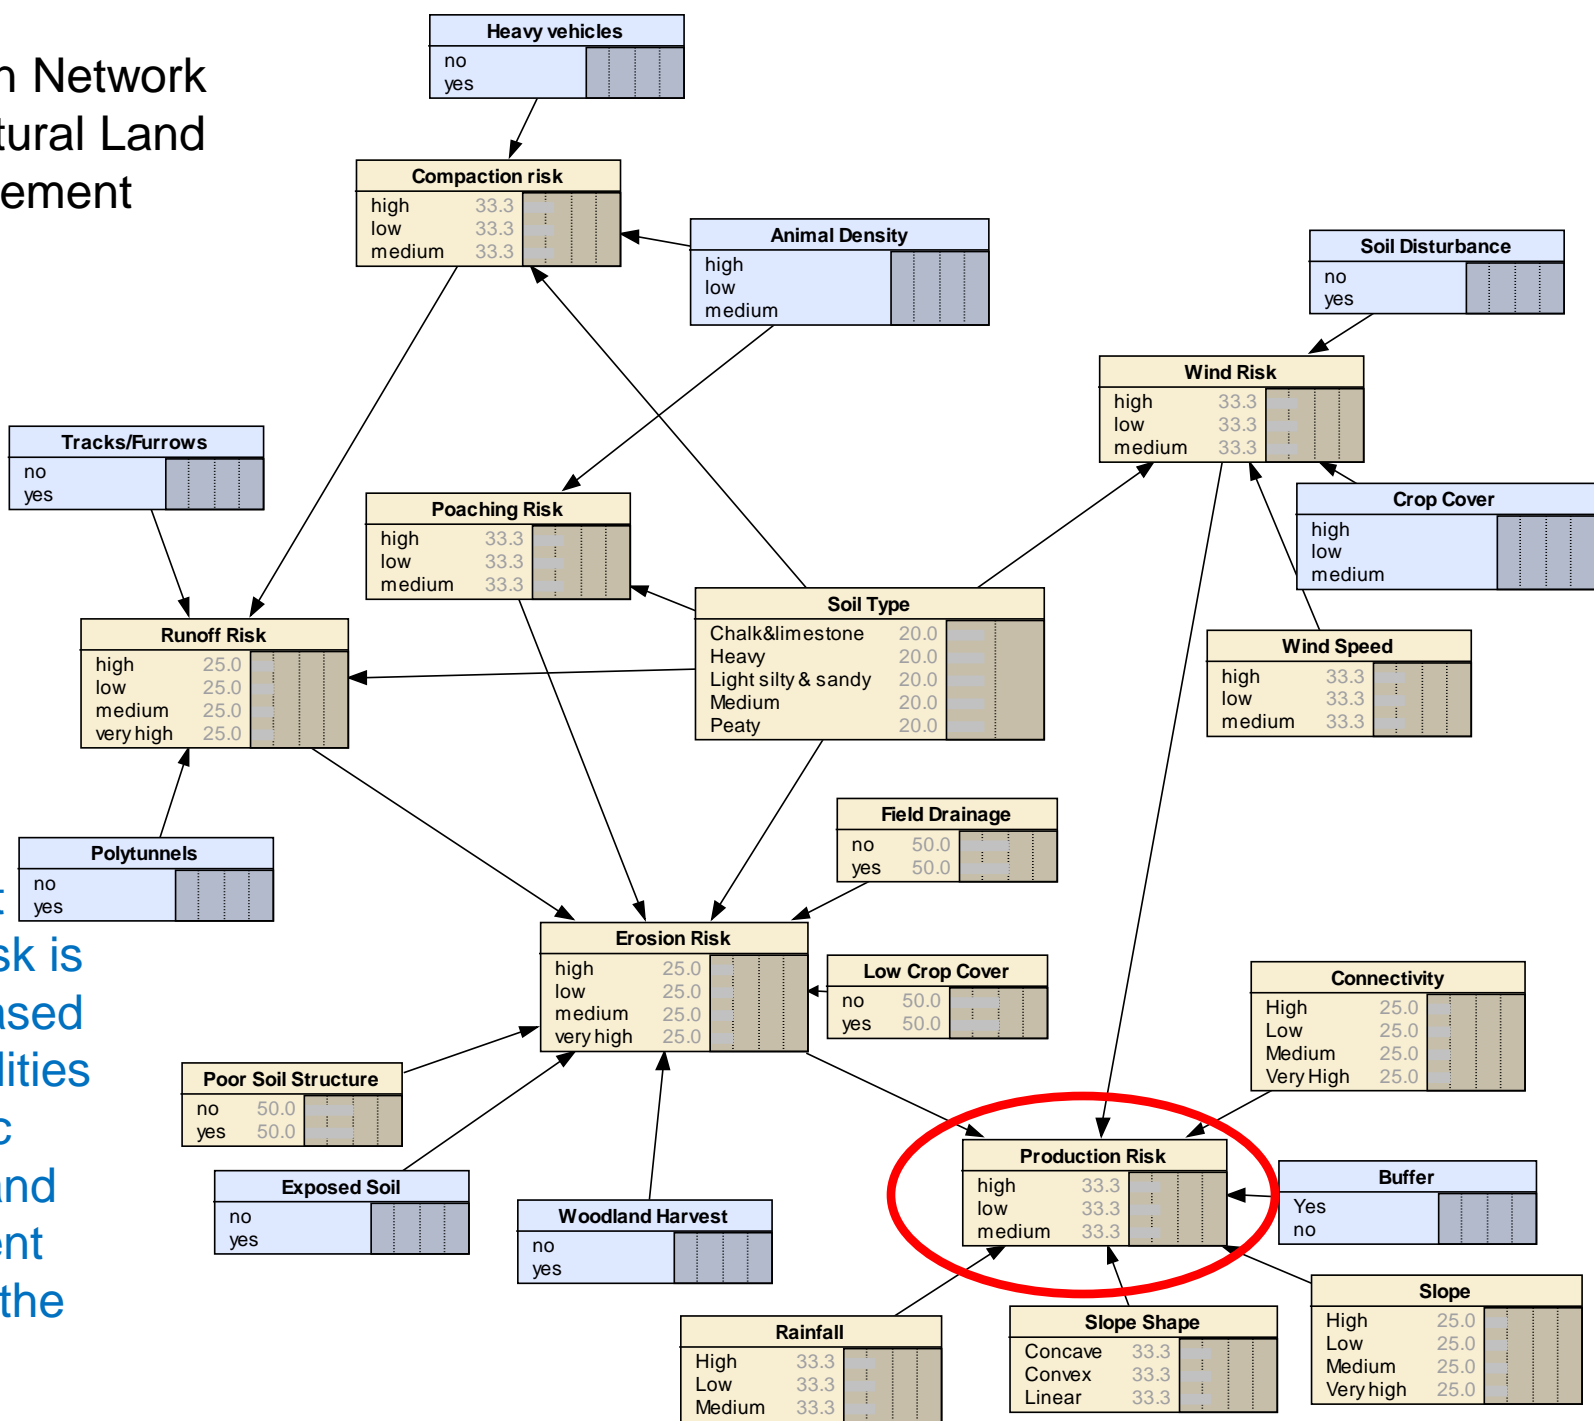 Heavy vehicles
no
yes
n Network
tural Land
ement
Compaction risk
high 33.3
low 33.3
medium 33.3
Animal Density
high
low
medium
Soil Disturbance
no
yes
Wind Risk
high 33.3
low 33.3
medium 33.3
Tracks/Furrows
no
yes
Crop Cover
high
low
medium
Poaching Risk
high 33.3
low 33.3
medium 33.3
Soil Type
Chalk&limestone 20.0
Heavy 20.0
Light silty & sandy 20.0
Medium 20.0
Peaty 20.0
Runoff Risk
high 25.0
low 25.0
medium 25.0
very high 25.0
Wind Speed
high 33.3
low 33.3
medium 33.3
Field Drainage
no 50.0
yes 50.0
Polytunnels
no
yes
t
sk is
ased
lities
c
and
ent
the
Erosion Risk
high 25.0
low 25.0
medium 25.0
very high 25.0
Low Crop Cover
no 50.0
yes 50.0
Connectivity
High 25.0
Low 25.0
Medium 25.0
Very High 25.0
Poor Soil Structure
no 50.0
yes 50.0
Exposed Soil
no
yes
Woodland Harvest
no
yes
Production Risk
high 33.3
low 33.3
medium 33.3
Buffer
Yes
no
Rainfall
High 33.3
Low 33.3
Medium 33.3
Slope Shape
Concave 33.3
Convex 33.3
Linear 33.3
Slope
High 25.0
Low 25.0
Medium 25.0
Very high 25.0